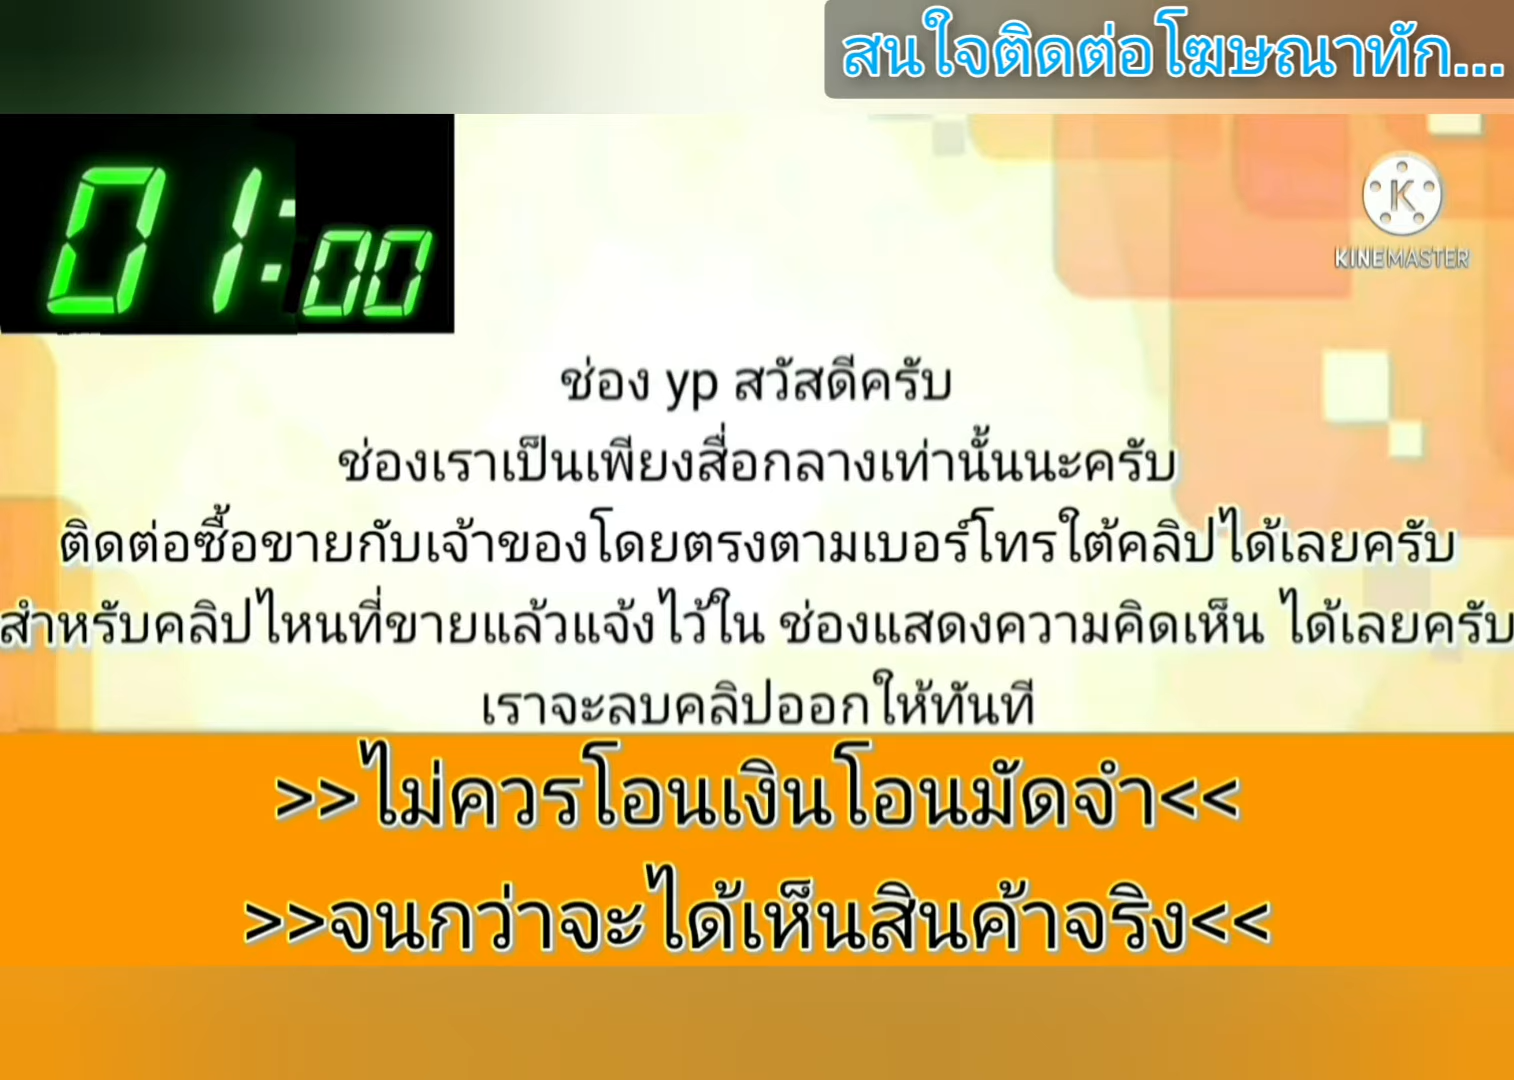 สนใจติดต่อโฆษณาทัก...
01:00
KINEMASTER
ช่อง yp สวัสดีครับ
ช่องเราเป็นเพียงสื่อกลางเท่านั้นนะครับ
ติดต่อซื้อขายกับเจ้าของโดยตรงตามเบอร์โทรใต้คลิปได้เลยครับ
สำหรับคลิปไหนที่ขายแล้วแจ้งไว้ใน ช่องแสดงความคิดเห็น ได้เลยครับ
เราจะลบคลิปออกให้ทันที
>>ไม่ควรโอนเงินโอนมัดจำ<<
>>จนกว่าจะได้เห็นสินค้าจริง<<